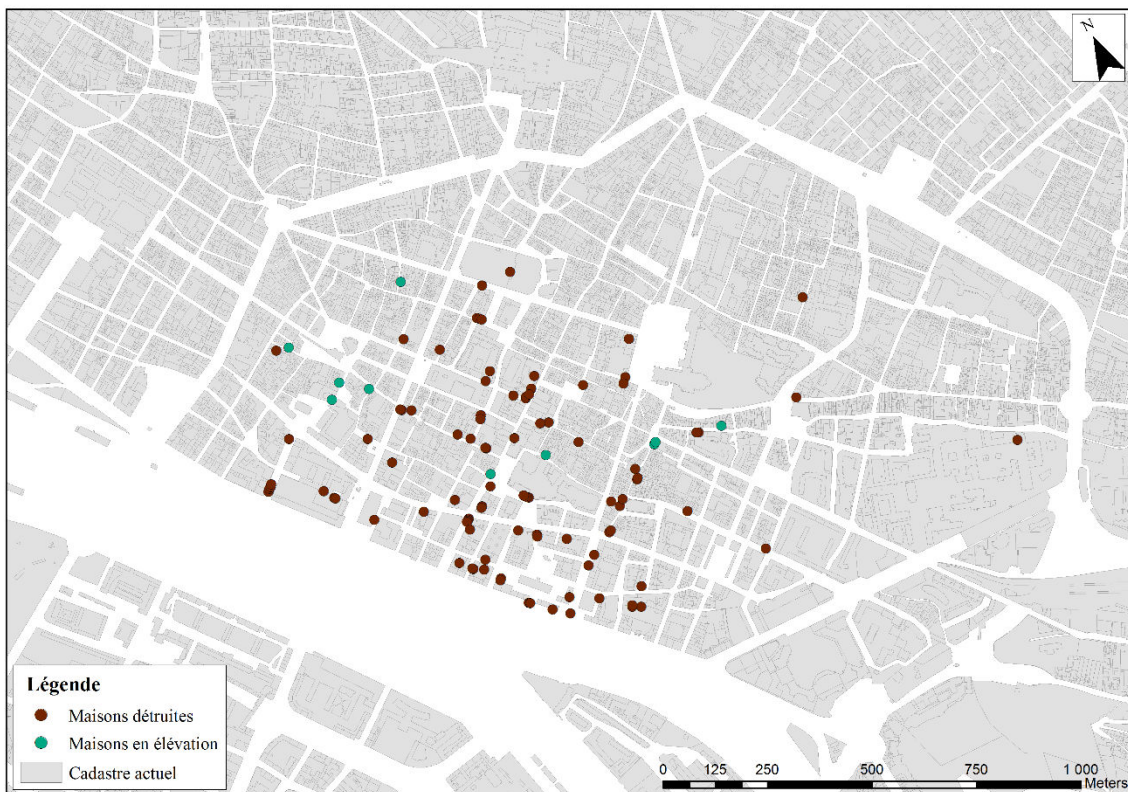 N
Légende
Maisons détruites
Maisons en élévation
Cadastre actuel
0 125 250 500 750 1 000
Meters